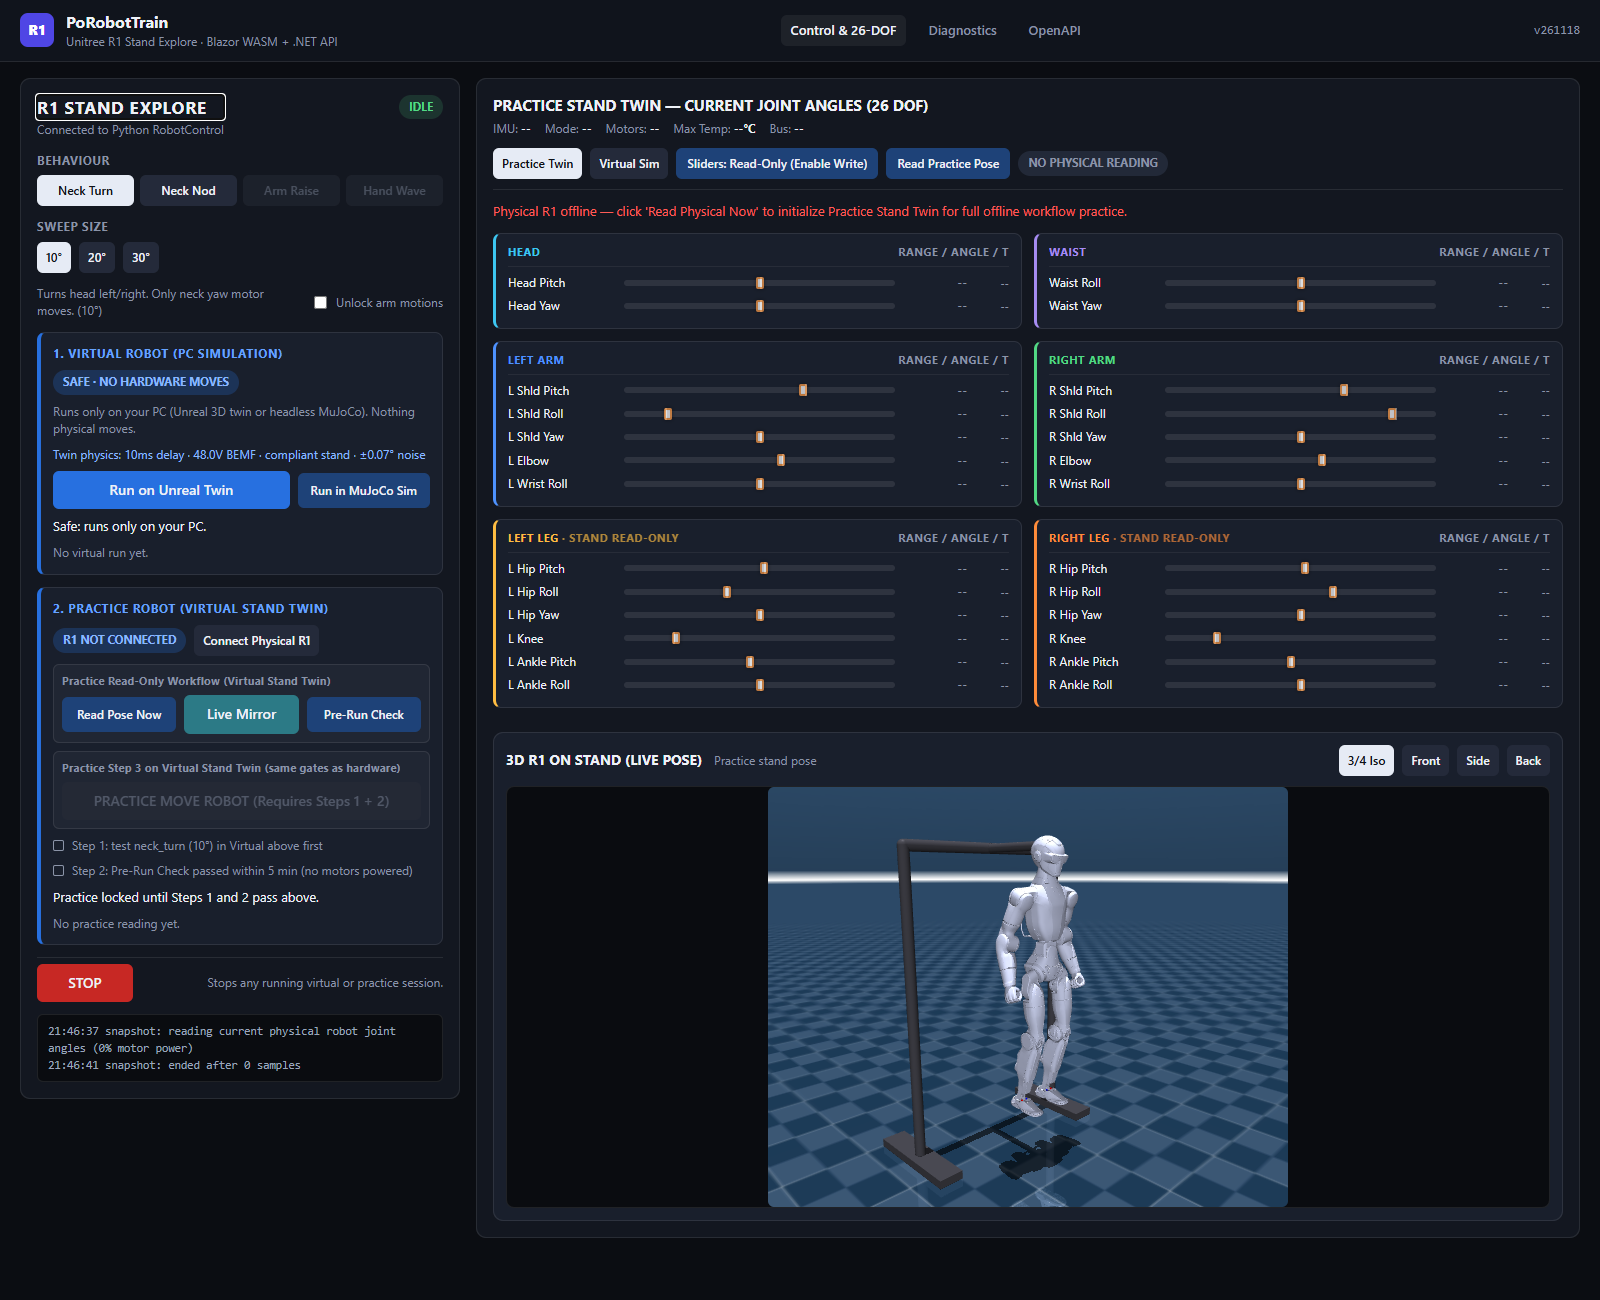 R1
PoRobotTrain
Unitree R1 Stand Explore · Blazor WASM + .NET API
Control & 26-DOF
Diagnostics
OpenAPI
v261118
R1 STAND EXPLORE
IDLE
Connected to Python RobotControl
BEHAVIOUR
Neck Turn
Neck Nod
Arm Raise
Hand Wave
SWEEP SIZE
10°
20°
30°
Turns head left/right. Only neck yaw motor
moves. (10°)
Unlock arm motions
1. VIRTUAL ROBOT (PC SIMULATION)
SAFE · NO HARDWARE MOVES
Runs only on your PC (Unreal 3D twin or headless MuJoCo). Nothing
physical moves.
Twin physics: 10ms delay · 48.0V BEMF · compliant stand · ±0.07° noise
Run on Unreal Twin
Run in MuJoCo Sim
Safe: runs only on your PC.
No virtual run yet.
2. PRACTICE ROBOT (VIRTUAL STAND TWIN)
R1 NOT CONNECTED
Connect Physical R1
Practice Read-Only Workflow (Virtual Stand Twin)
Read Pose Now
Live Mirror
Pre-Run Check
Practice Step 3 on Virtual Stand Twin (same gates as hardware)
PRACTICE MOVE ROBOT (Requires Steps 1 + 2)
Step 1: test neck_turn (10°) in Virtual above first
Step 2: Pre-Run Check passed within 5 min (no motors powered)
Practice locked until Steps 1 and 2 pass above.
No practice reading yet.
STOP
Stops any running virtual or practice session.
21:46:37 snapshot: reading current physical robot joint
angles (0% motor power)
21:46:41 snapshot: ended after 0 samples
PRACTICE STAND TWIN — CURRENT JOINT ANGLES (26 DOF)
IMU: -- Mode: -- Motors: -- Max Temp: --°C Bus: --
Practice Twin
Virtual Sim
Sliders: Read-Only (Enable Write)
Read Practice Pose
NO PHYSICAL READING
Physical R1 offline — click 'Read Physical Now' to initialize Practice Stand Twin for full offline workflow practice.
HEAD RANGE / ANGLE / T
Head Pitch -- --
Head Yaw -- --
WAIST RANGE / ANGLE / T
Waist Roll -- --
Waist Yaw -- --
LEFT ARM RANGE / ANGLE / T
L Shld Pitch -- --
L Shld Roll -- --
L Shld Yaw -- --
L Elbow -- --
L Wrist Roll -- --
RIGHT ARM RANGE / ANGLE / T
R Shld Pitch -- --
R Shld Roll -- --
R Shld Yaw -- --
R Elbow -- --
R Wrist Roll -- --
LEFT LEG · STAND READ-ONLY RANGE / ANGLE / T
L Hip Pitch -- --
L Hip Roll -- --
L Hip Yaw -- --
L Knee -- --
L Ankle Pitch -- --
L Ankle Roll -- --
RIGHT LEG · STAND READ-ONLY RANGE / ANGLE / T
R Hip Pitch -- --
R Hip Roll -- --
R Hip Yaw -- --
R Knee -- --
R Ankle Pitch -- --
R Ankle Roll -- --
3D R1 ON STAND (LIVE POSE) Practice stand pose
3/4 Iso
Front
Side
Back